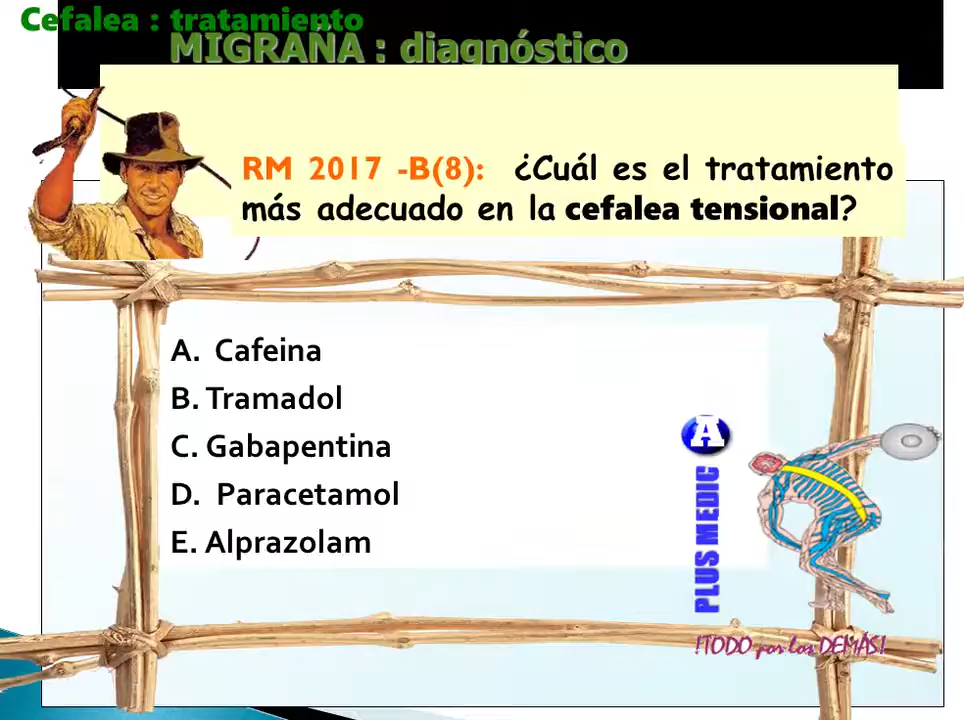 Cefalea : tratamiento
MIGRAÑA : diagnóstico
RM 2017 -B(8): ¿Cuál es el tratamiento
más adecuado en la cefalea tensional?
A. Cafeina
B. Tramadol
C. Gabapentina
D. Paracetamol
E. Alprazolam
A
PLUS MEDIC
!TODO por los DEMÁS!